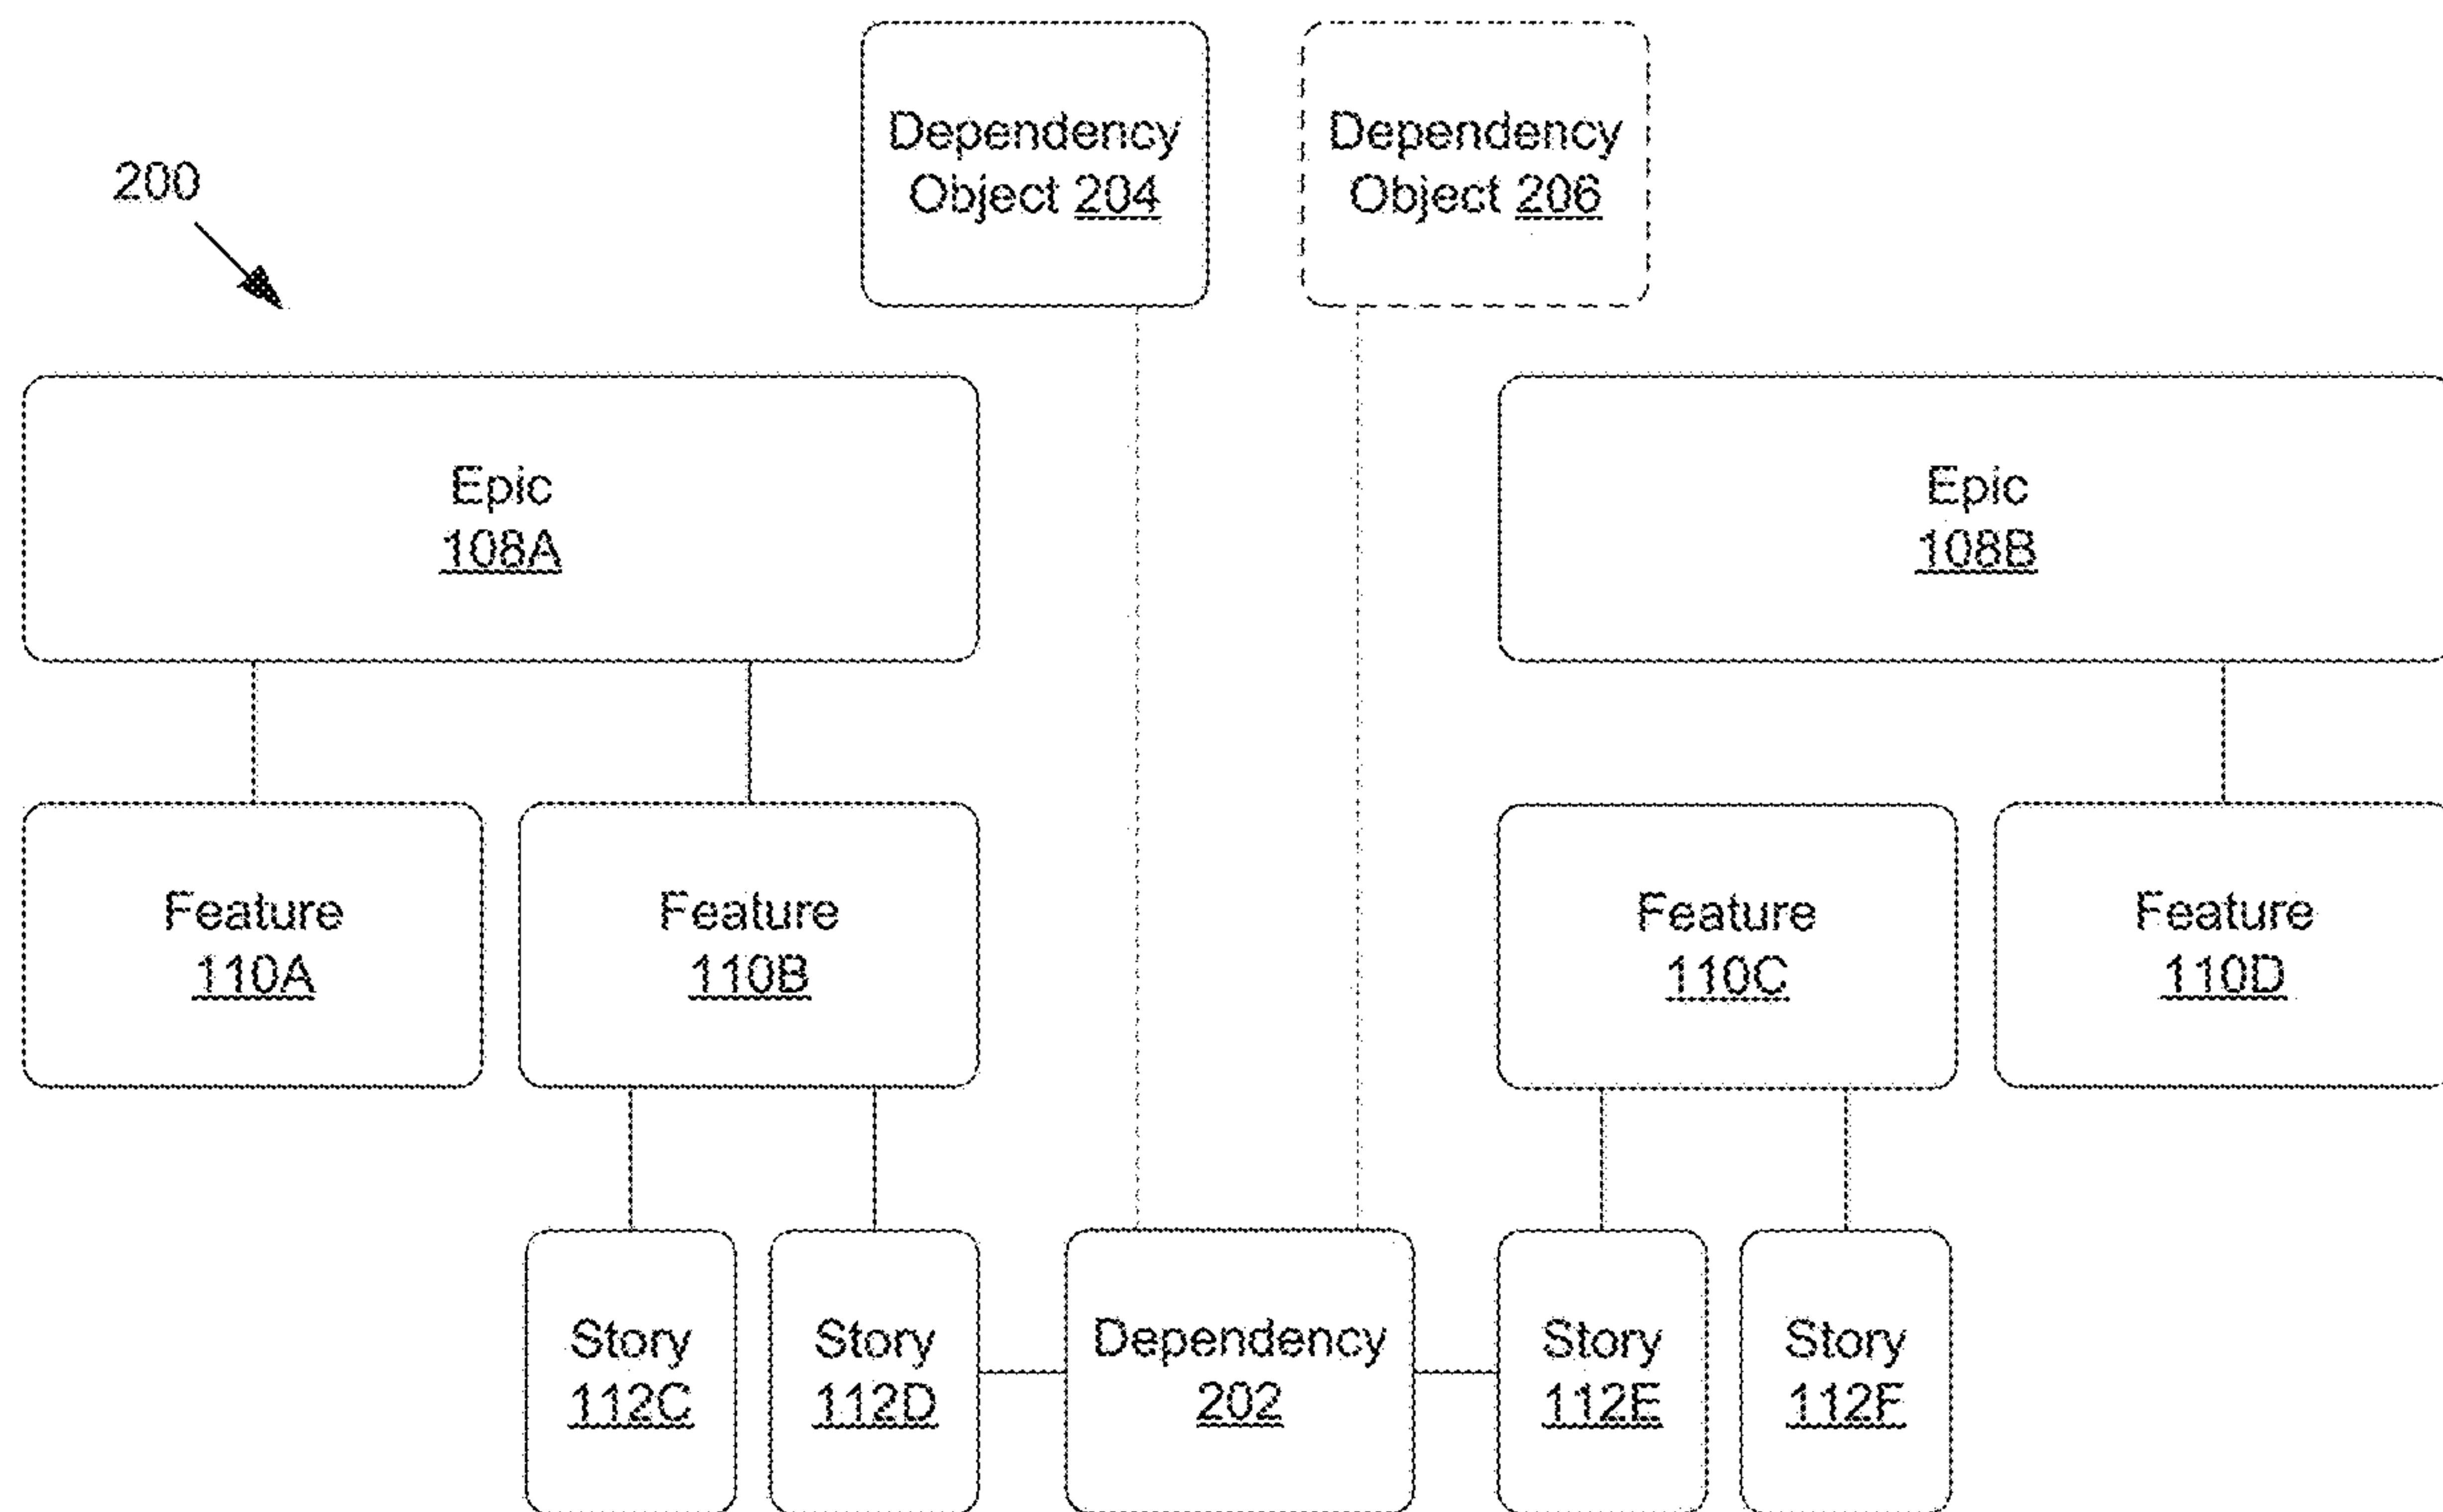 Dependency
Object 204
Dependency
Object 206
200
Epic
108A
Epic
108B
Feature
110A
Feature
110B
Feature
110C
Feature
110D
Story
112C
Story
112D
Dependency
202
Story
112E
Story
112F